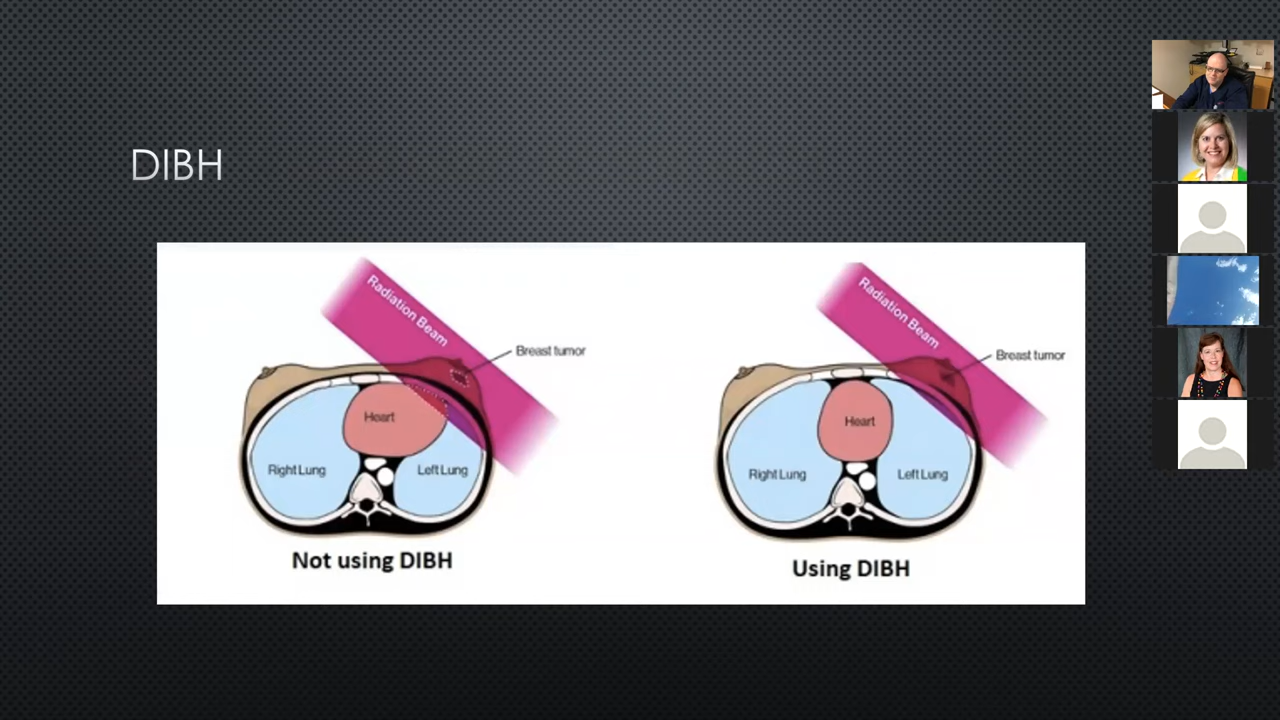 DIBH
Radiation Beam
Breast tumor
Heart
Right Lung
Left Lung
Not using DIBH
Radiation Beam
Breast tumor
Heart
Right Lung
Left Lung
Using DIBH